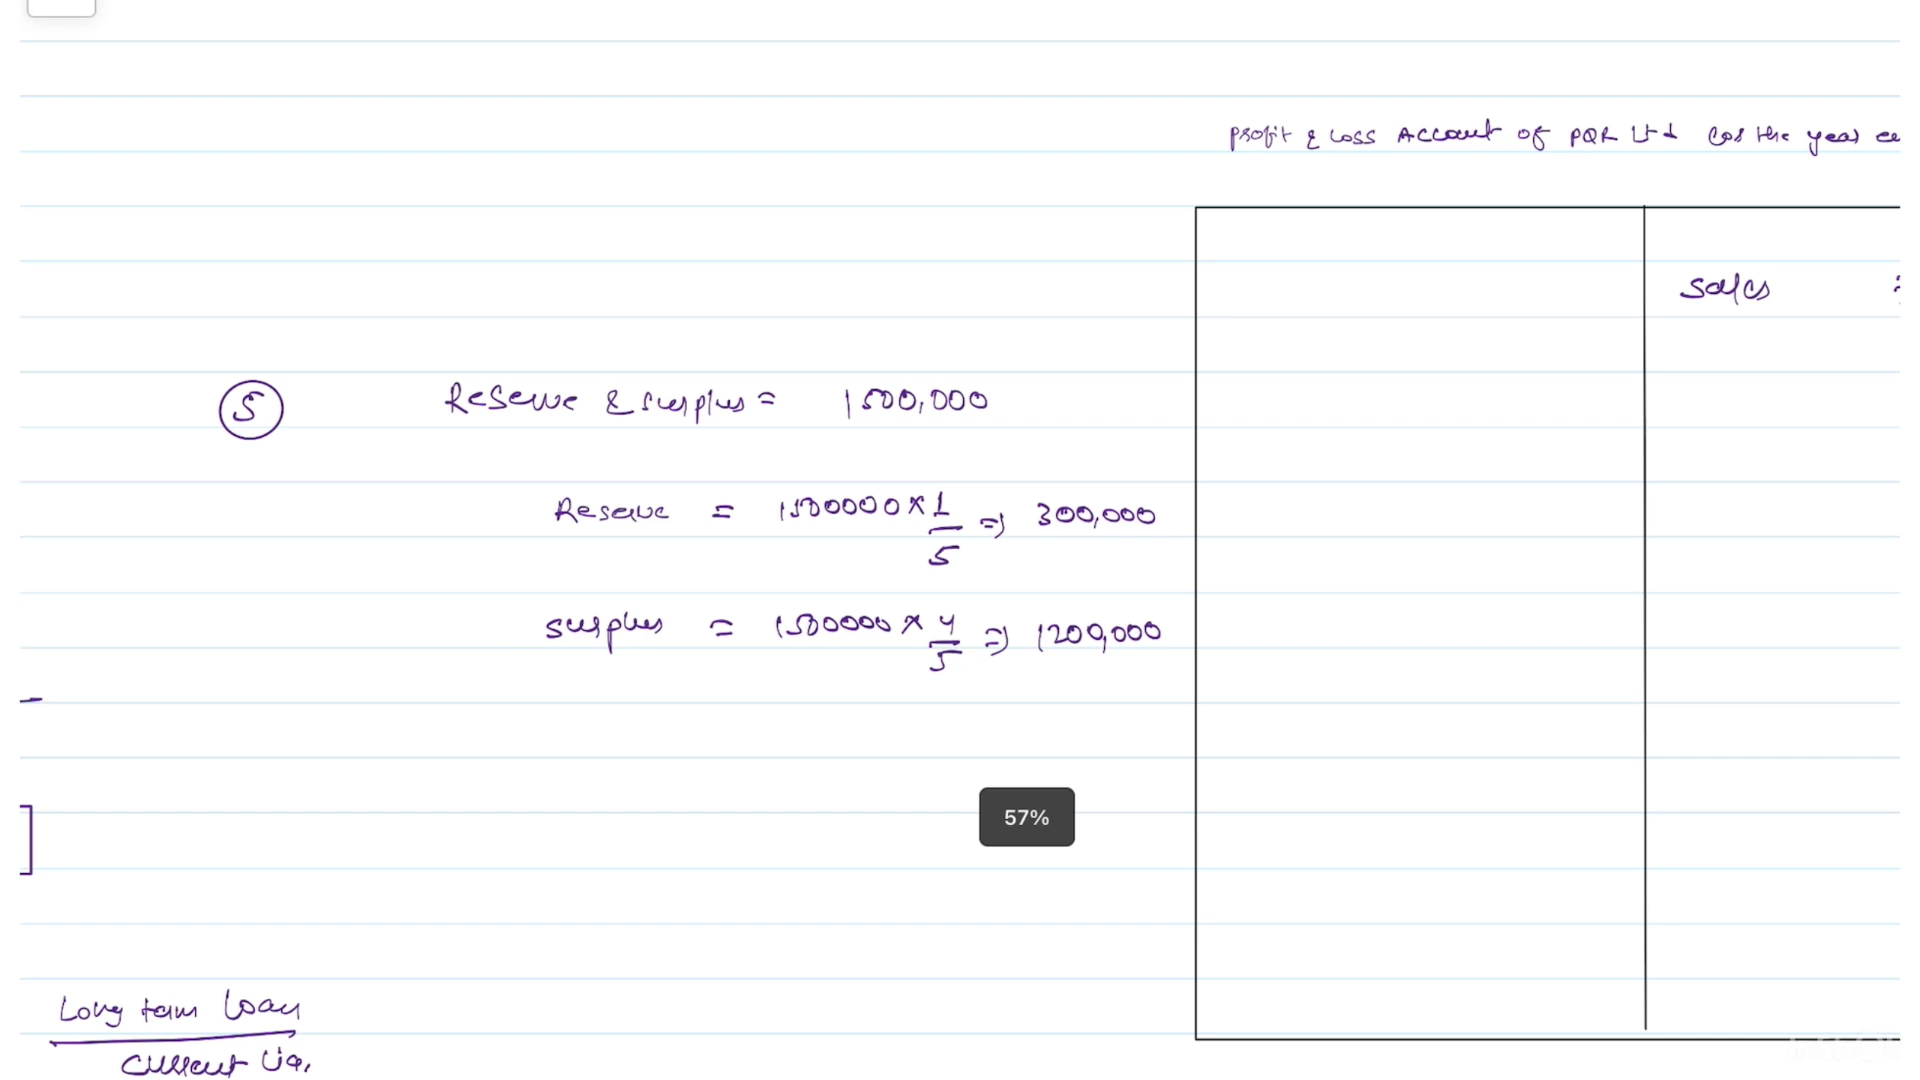 Profit & Loss Account of PQR Ltd for the year
Sales
5
Reserve & surplus = 1500,000
Reserve = 1500000 × 1/5 => 300,000
surplus = 1500000 × 4/5 => 1200,000
57%
Long term Loan
Current Lia.